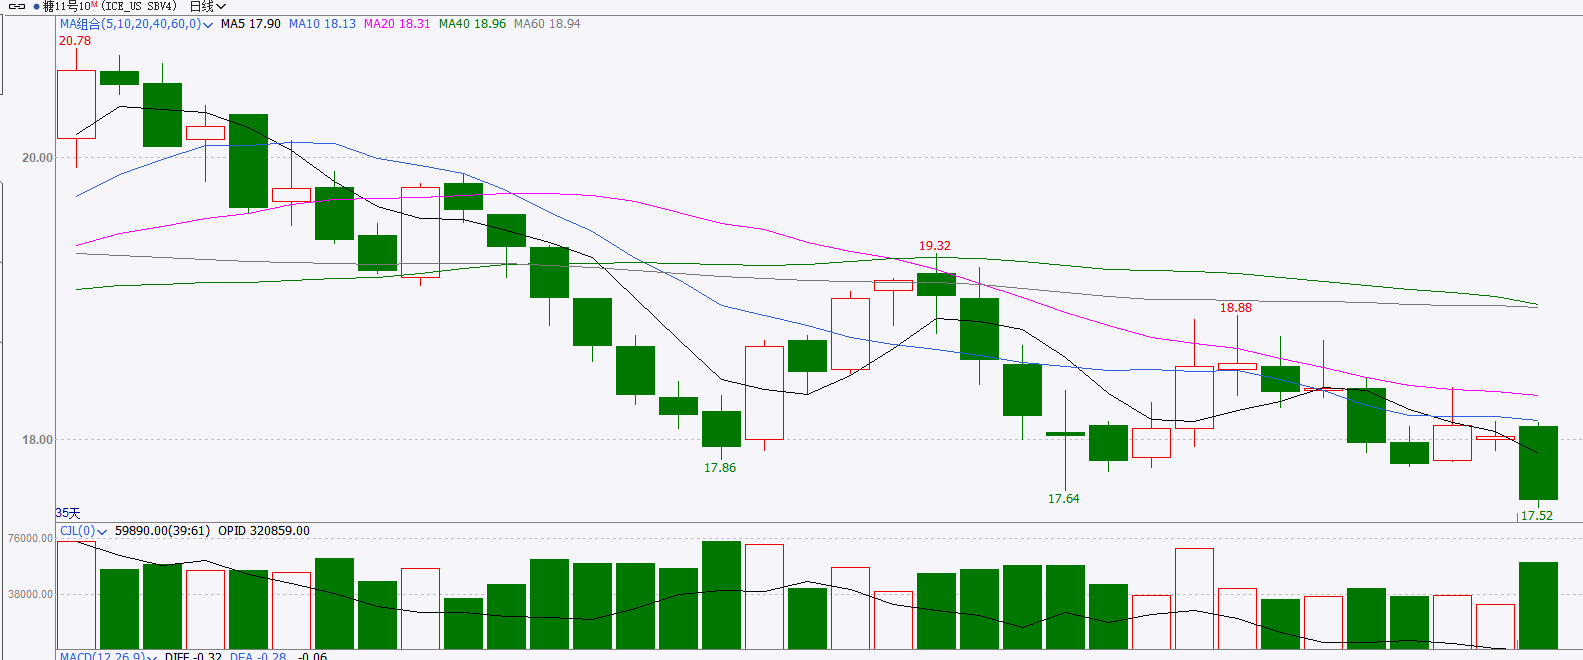 糖11号10M (ICE_US SBV4) 日线
MA组合(5,10,20,40,60,0) MA5 17.90 MA10 18.13 MA20 18.31 MA40 18.96 MA60 18.94
20.78
20.00
19.32
18.88
18.00
17.86
17.64
35天
17.52
CJL(0) 59890.00(39:61) OPID 320859.00
76000.00
38000.00
MACD(12,26,9) DIFF -0.32 DEA -0.28 -0.06